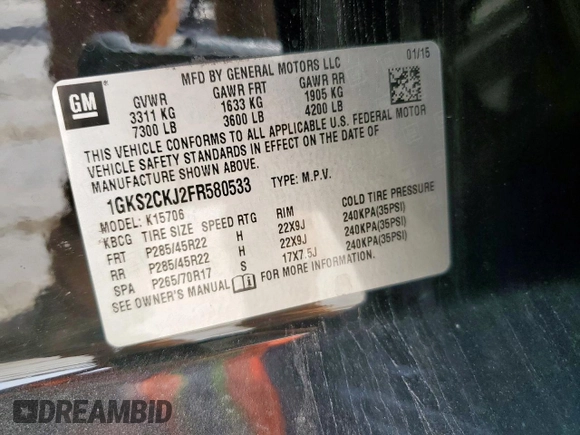 GM
MFD BY GENERAL MOTORS LLC
01/15
GVWR GAWR FRT GAWR RR
3311 KG 1633 KG 1905 KG
7300 LB 3600 LB 4200 LB
THIS VEHICLE CONFORMS TO ALL APPLICABLE U.S. FEDERAL MOTOR
VEHICLE SAFETY STANDARDS IN EFFECT ON THE DATE OF
MANUFACTURE SHOWN ABOVE.
1GKS2CKJ2FR580533 TYPE: M.P.V.
MODEL: K15706
KBCG TIRE SIZE SPEED RTG RIM COLD TIRE PRESSURE
FRT P285/45R22 H 22X9J 240KPA(35PSI)
RR P285/45R22 H 22X9J 240KPA(35PSI)
SPA P265/70R17 S 17X7.5J 240KPA(35PSI)
SEE OWNER'S MANUAL FOR MORE INFORMATION.
DREAMBID